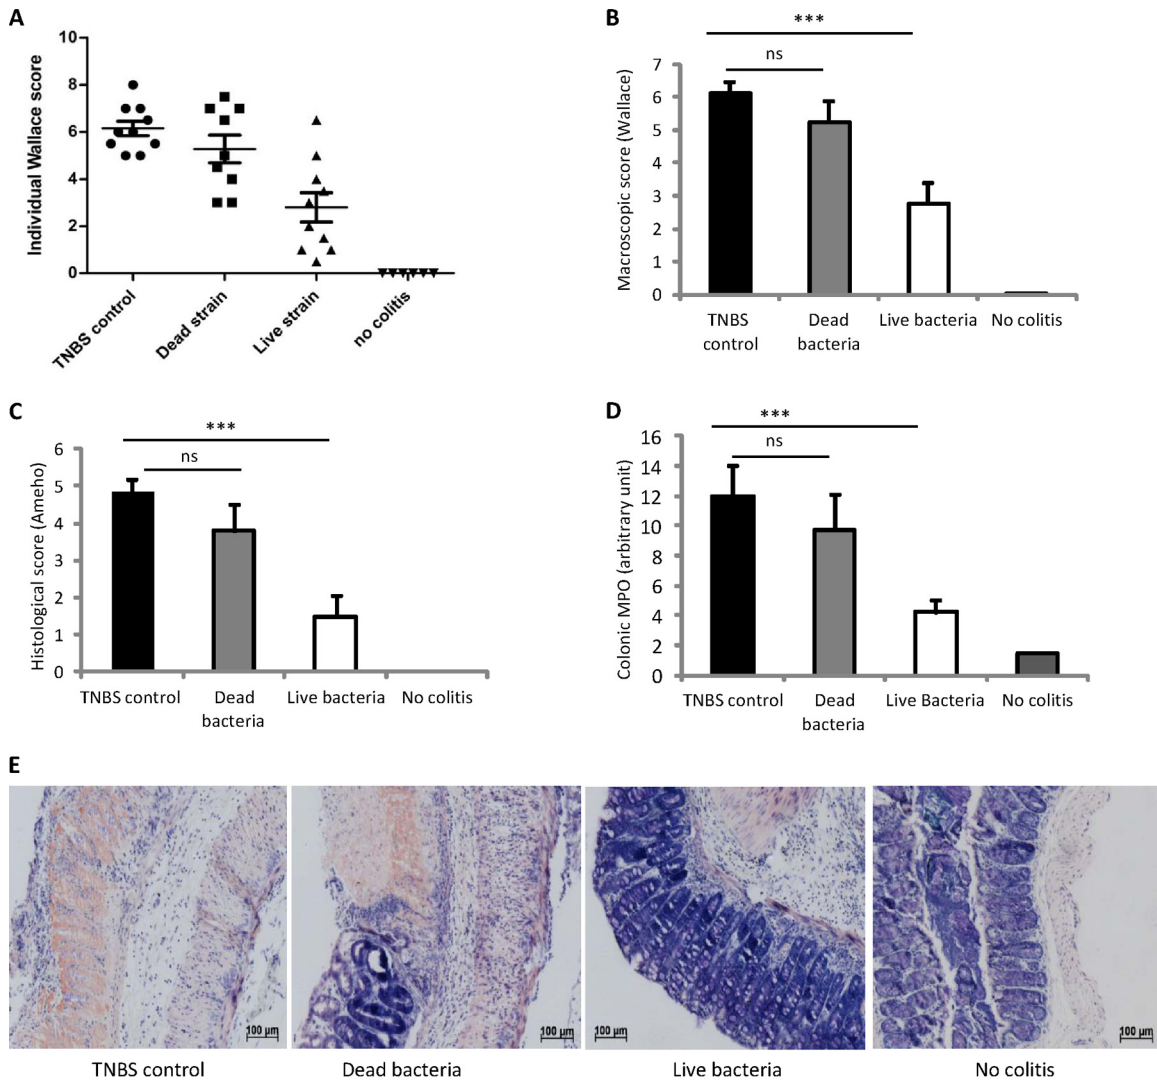 A
Individual Wallace score
10
8
6
4
2
0
TNBS control
Dead strain
Live strain
no colitis
B
***
ns
Macroscopic score (Wallace)
7
6
5
4
3
2
1
0
TNBS
control
Dead
bacteria
Live bacteria
No colitis
C
***
ns
Histological score (Ameho)
6
5
4
3
2
1
0
TNBS control
Dead
bacteria
Live bacteria
No colitis
D
***
ns
Colonic MPO (arbitrary unit)
16
14
12
10
8
6
4
2
0
TNBS control
Dead
bacteria
Live Bacteria
No colitis
E
100 μm
100 μm
100 μm
100 μm
TNBS control
Dead bacteria
Live bacteria
No colitis